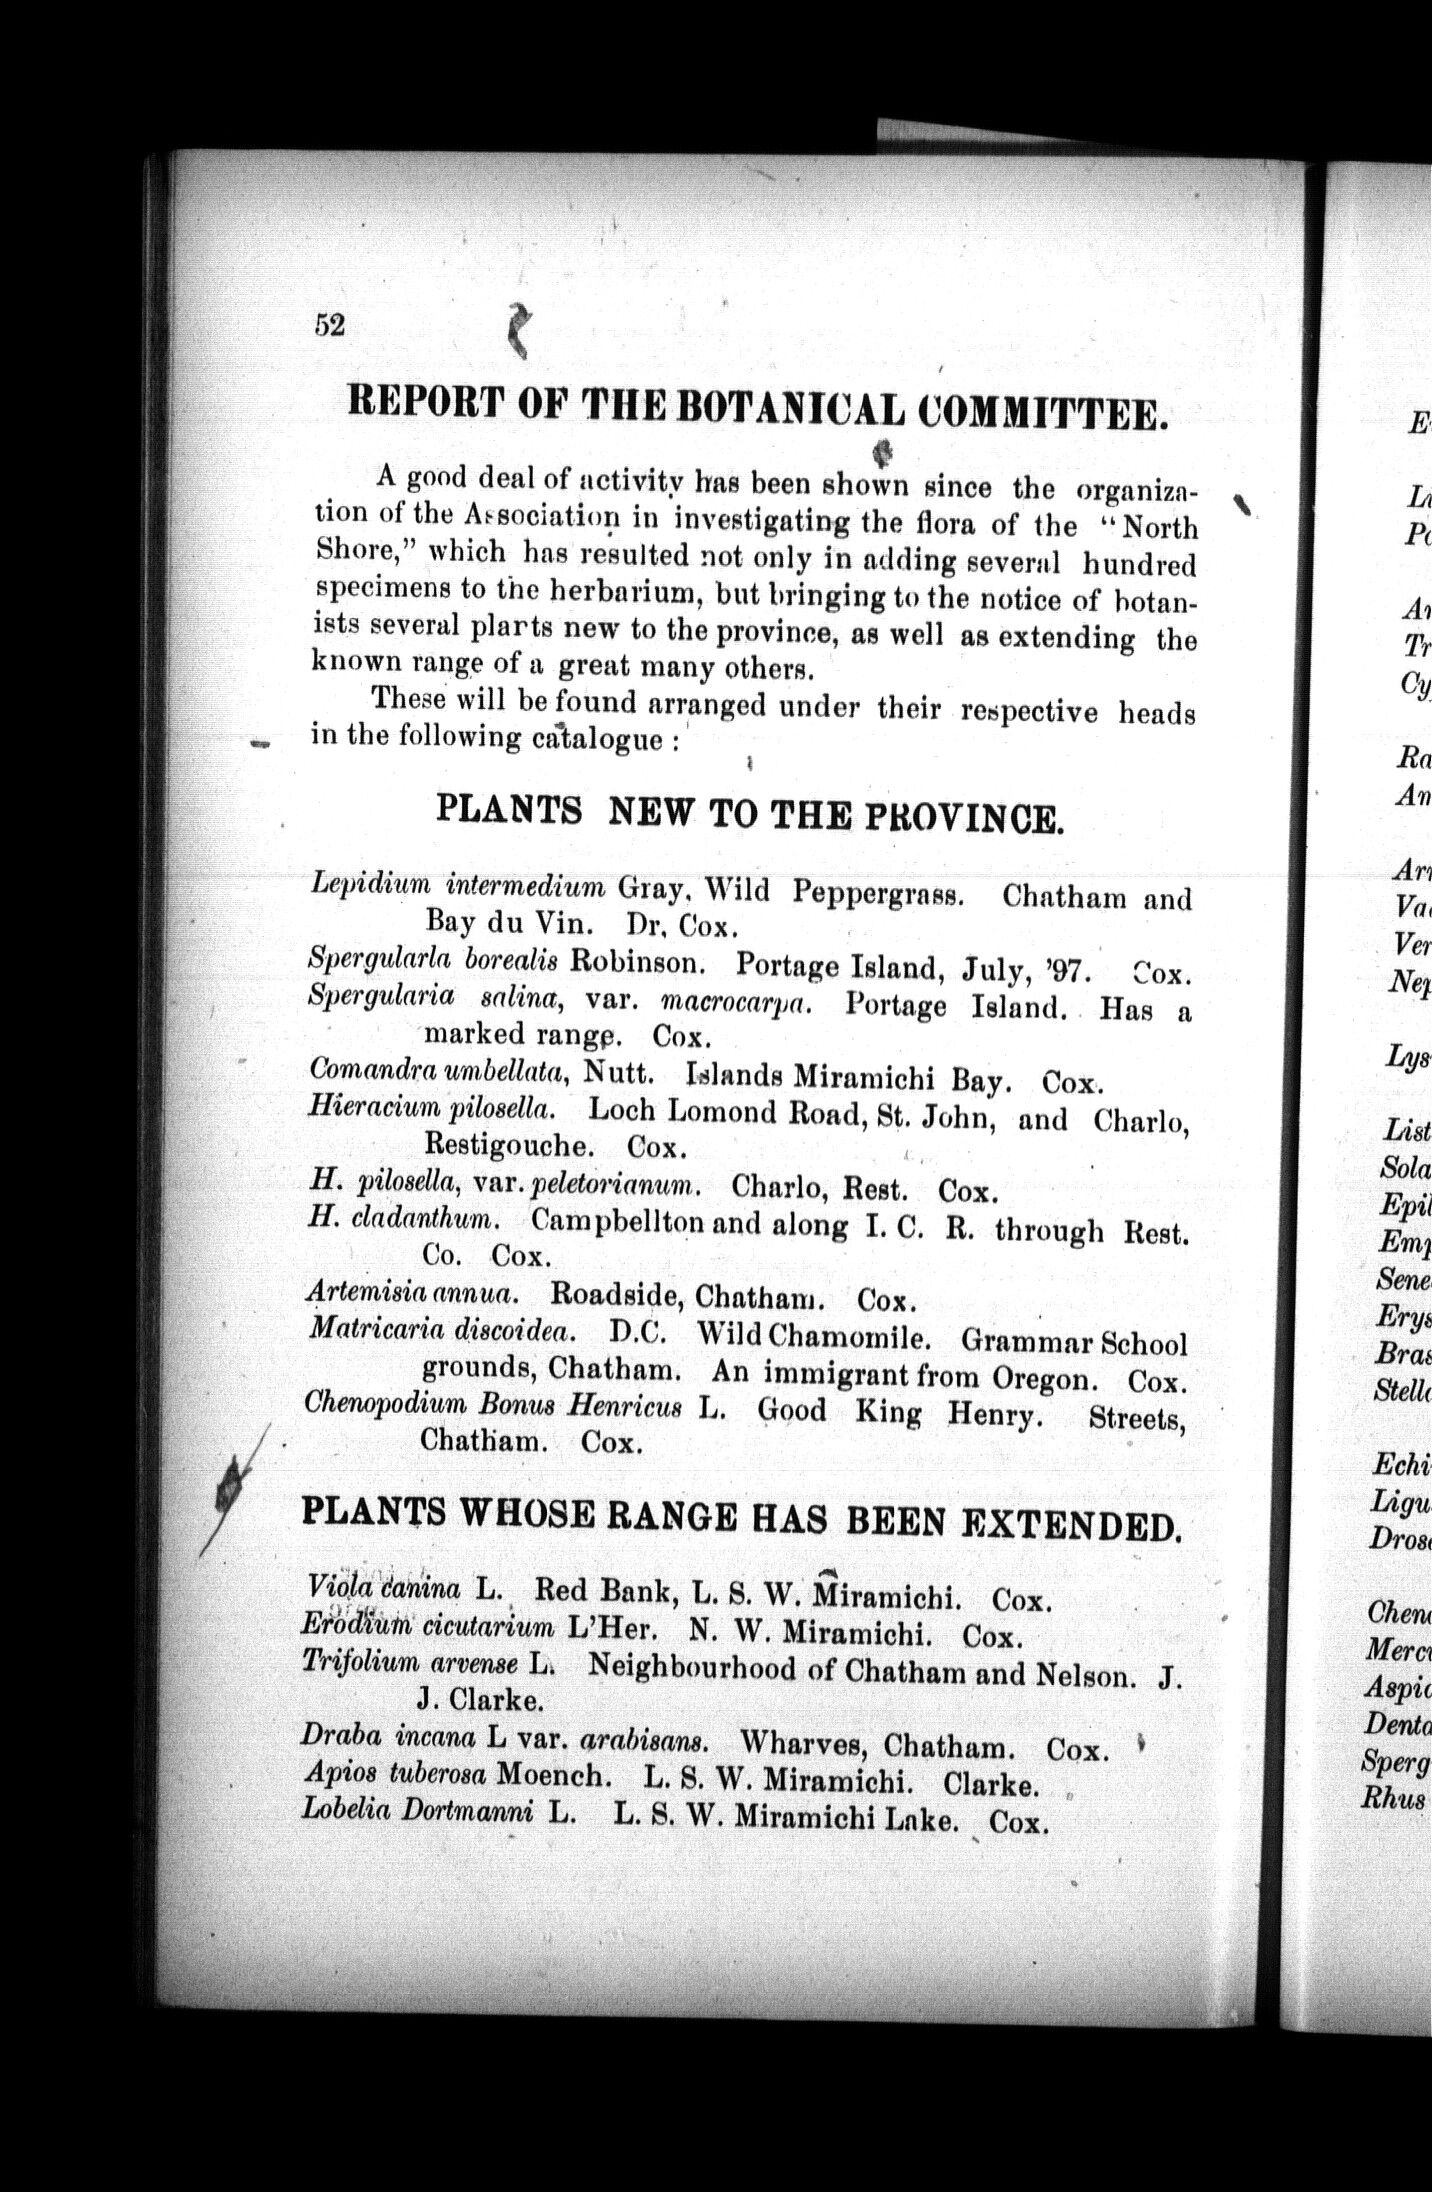 52
REPORT OF THE BOTANICAL COMMITTEE.
A good deal of activity has been shown since the organiza-
tion of the Association in investigating the flora of the “North
Shore,” which has resulted not only in adding several hundred
specimens to the herbarium, but bringing to the notice of botan-
ists several plarts new to the province, as well as extending the
known range of a great many others.
These will be found arranged under their respective heads
in the following catalogue :
PLANTS NEW TO THE PROVINCE.
Lepidium intermedium Gray, Wild Peppergrass. Chatham and
Bay du Vin. Dr, Cox.
Spergularla borealis Robinson. Portage Island, July, ’97. Cox.
Spergularia salina, var. macrocarpa. Portage Island. Has a
marked range. Cox.
Comandra umbellata, Nutt. Islands Miramichi Bay. Cox.
Hieracium pilosella. Loch Lomond Road, St. John, and Charlo,
Restigouche. Cox.
H. pilosella, var. peletorianum. Charlo, Rest. Cox.
H. cladanthum. Campbellton and along I. C. R. through Rest.
Co. Cox.
Artemisia annua. Roadside, Chatham. Cox.
Matricaria discoidea. D.C. Wild Chamomile. Grammar School
grounds, Chatham. An immigrant from Oregon. Cox.
Chenopodium Bonus Henricus L. Good King Henry. Streets,
Chatham. Cox.
PLANTS WHOSE RANGE HAS BEEN EXTENDED.
Viola canina L. Red Bank, L. S. W. Miramichi. Cox.
Erodium cicutarium L’Her. N. W. Miramichi. Cox.
Trifolium arvense L. Neighbourhood of Chatham and Nelson. J.
J. Clarke.
Draba incana L var. arabisans. Wharves, Chatham. Cox.
Apios tuberosa Moench. L. S. W. Miramichi. Clarke.
Lobelia Dortmanni L. L. S. W. Miramichi Lake. Cox.
Rhus